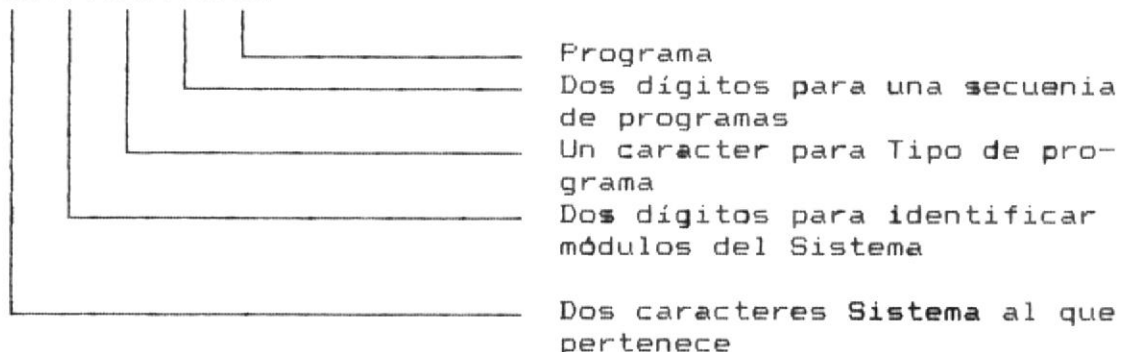 Programa
Dos dígitos para una secuenia
de programas
Un caracter para Tipo de pro-
grama
Dos dígitos para identificar
módulos del Sistema
Dos caracteres Sistema al que
pertenece